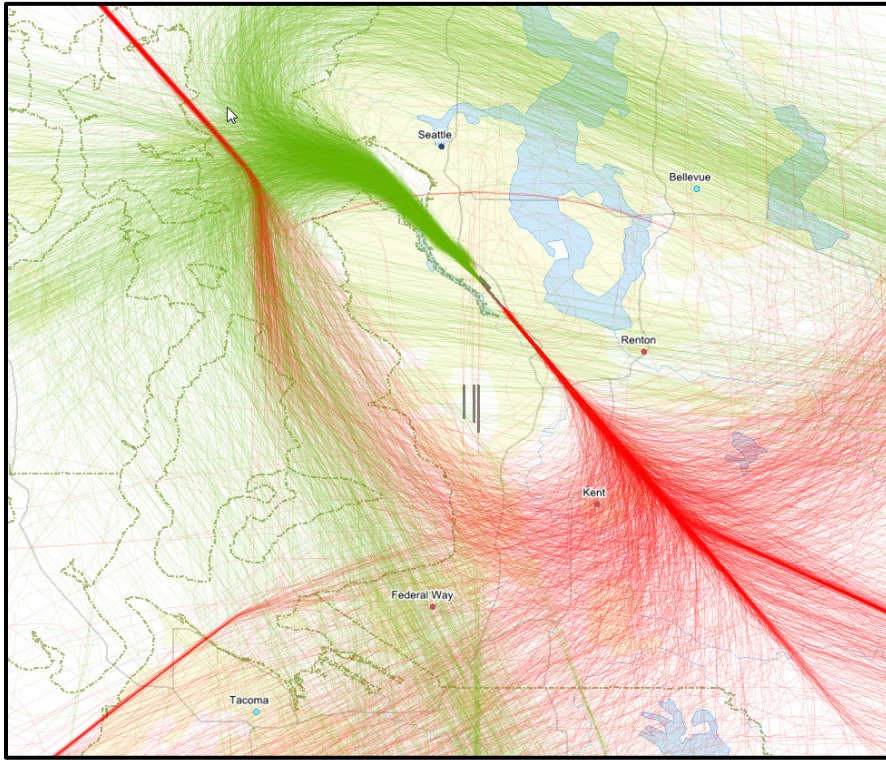 Seattle
Bellevue
Renton
Kent
Federal Way
Tacoma